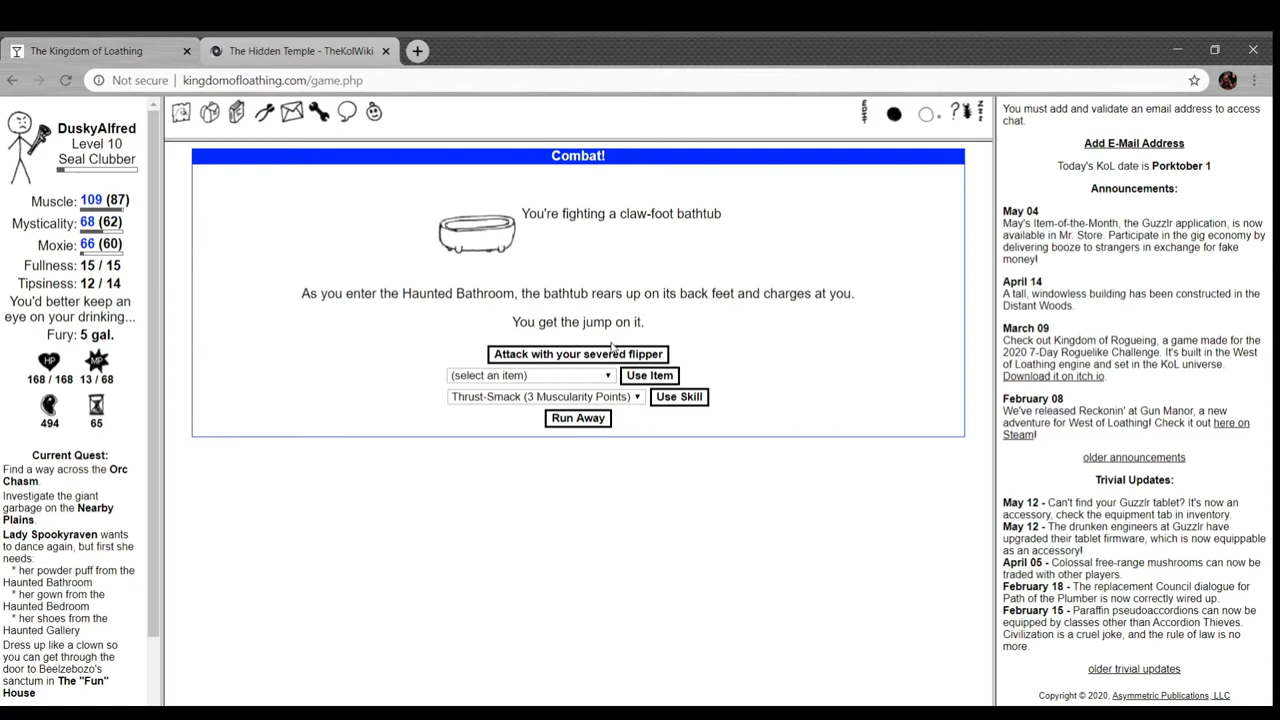 The Kingdom of Loathing
The Hidden Temple - TheKolWiki
Not secure
kingdomofloathing.com/game.php
DuskyAlfred
Level 10
Seal Clubber
Muscle: 109 (87)
Mysticality: 68 (62)
Moxie: 66 (60)
Fullness: 15 / 15
Tipsiness: 12 / 14
You'd better keep an
eye on your drinking...
Fury: 5 gal.
HP
MP
168 / 168
13 / 68
494
65
Current Quest:
Find a way across the Orc
Chasm.
Investigate the giant
garbage on the Nearby
Plains.
Lady Spookyraven wants
to dance again, but first she
needs:
* her powder puff from the
Haunted Bathroom
* her gown from the
Haunted Bedroom
* her shoes from the
Haunted Gallery
Dress up like a clown so
you can get through the
door to Beelzebozo's
sanctum in The "Fun"
House
Combat!
You're fighting a claw-foot bathtub
As you enter the Haunted Bathroom, the bathtub rears up on its back feet and charges at you.
You get the jump on it.
Attack with your severed flipper
(select an item)
Use Item
Thrust-Smack (3 Muscularity Points)
Use Skill
Run Away
You must add and validate an email address to access
chat.
Add E-Mail Address
Today's KoL date is Porktober 1
Announcements:
May 04
May's Item-of-the-Month, the Guzzlr application, is now
available in Mr. Store. Participate in the gig economy by
delivering booze to strangers in exchange for fake
money!
April 14
A tall, windowless building has been constructed in the
Distant Woods.
March 09
Check out Kingdom of Rogueing, a game made for the
2020 7-Day Roguelike Challenge. It's built in the West
of Loathing engine and set in the KoL universe.
Download it on itch.io.
February 08
We've released Reckonin' at Gun Manor, a new
adventure for West of Loathing! Check it out here on
Steam!
older announcements
Trivial Updates:
May 12 - Can't find your Guzzlr tablet? It's now an
accessory, check the equipment tab in inventory.
May 12 - The drunken engineers at Guzzlr have
upgraded their tablet firmware, which is now equippable
as an accessory!
April 05 - Colossal free-range mushrooms can now be
traded with other players.
February 18 - The replacement Council dialogue for
Path of the Plumber is now correctly wired up.
February 15 - Paraffin pseudoaccordions can now be
equipped by classes other than Accordion Thieves.
Civilization is a cruel joke, and the rule of law is no
more.
older trivial updates
Copyright © 2020, Asymmetric Publications, LLC